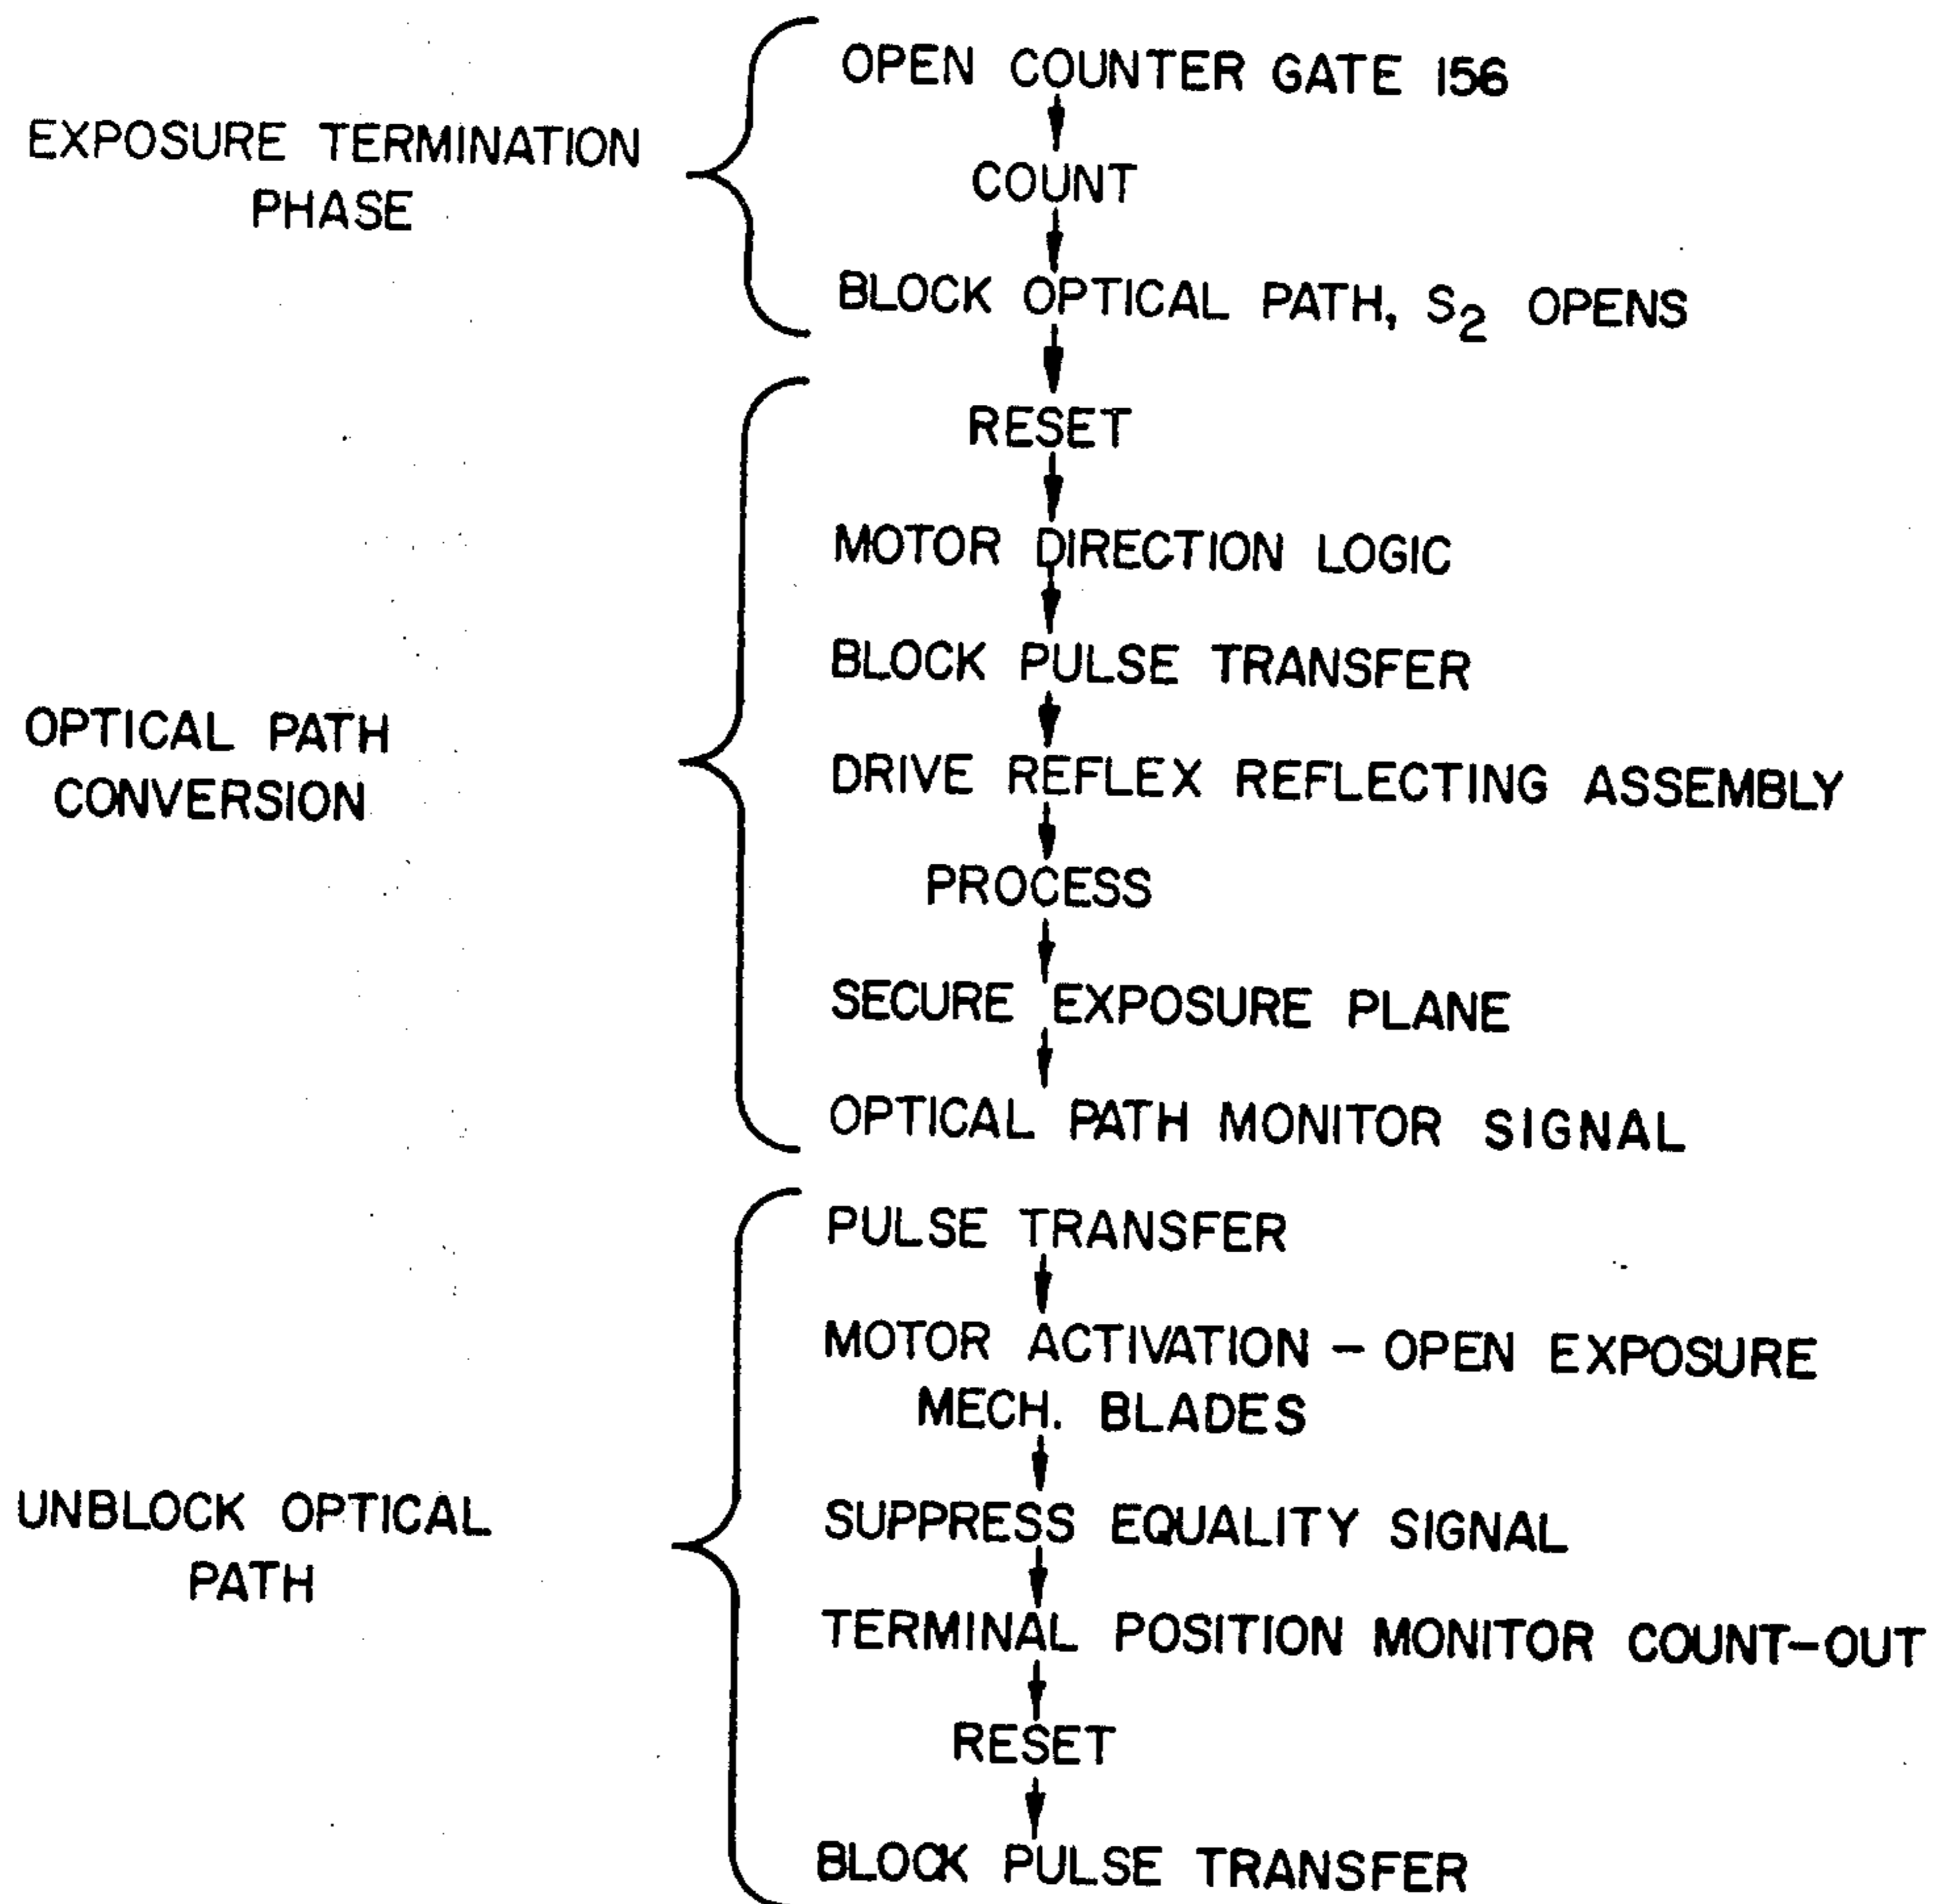 OPEN COUNTER GATE 156
EXPOSURE TERMINATION
PHASE
COUNT
BLOCK OPTICAL PATH, S2 OPENS
RESET
MOTOR DIRECTION LOGIC
BLOCK PULSE TRANSFER
OPTICAL PATH
CONVERSION
DRIVE REFLEX REFLECTING ASSEMBLY
PROCESS
SECURE EXPOSURE PLANE
OPTICAL PATH MONITOR SIGNAL
PULSE TRANSFER
MOTOR ACTIVATION – OPEN EXPOSURE
MECH. BLADES
UNBLOCK OPTICAL
PATH
SUPPRESS EQUALITY SIGNAL
TERMINAL POSITION MONITOR COUNT-OUT
RESET
BLOCK PULSE TRANSFER